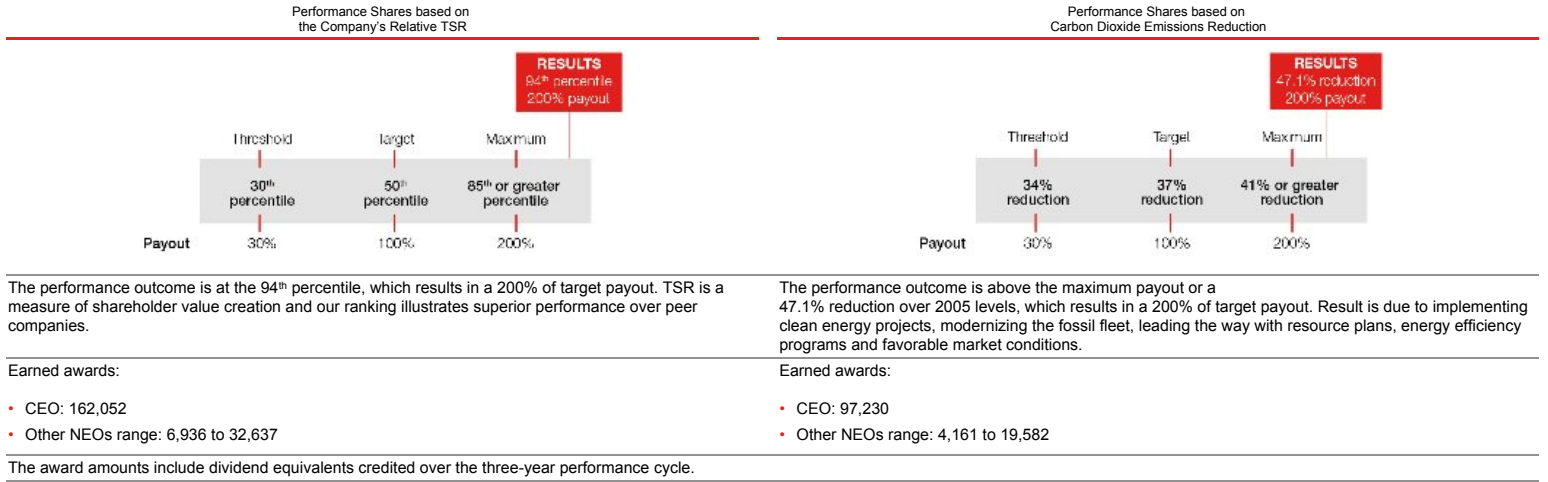 Performance Shares based on
the Company's Relative TSR
RESULTS
94th percentile
200% payout
Threshold Target Maximum
30th percentile
50th percentile
85th or greater percentile
Payout 30% 100% 200%
The performance outcome is at the 94th percentile, which results in a 200% of target payout. TSR is a
measure of shareholder value creation and our ranking illustrates superior performance over peer
companies.
Earned awards:
• CEO: 162,052
• Other NEOs range: 6,936 to 32,637
Performance Shares based on
Carbon Dioxide Emissions Reduction
RESULTS
47.1% reduction
200% payout
Threshold Target Maximum
34% reduction
37% reduction
41% or greater reduction
Payout 30% 100% 200%
The performance outcome is above the maximum payout or a
47.1% reduction over 2005 levels, which results in a 200% of target payout. Result is due to implementing
clean energy projects, modernizing the fossil fleet, leading the way with resource plans, energy efficiency
programs and favorable market conditions.
Earned awards:
• CEO: 97,230
• Other NEOs range: 4,161 to 19,582
The award amounts include dividend equivalents credited over the three-year performance cycle.